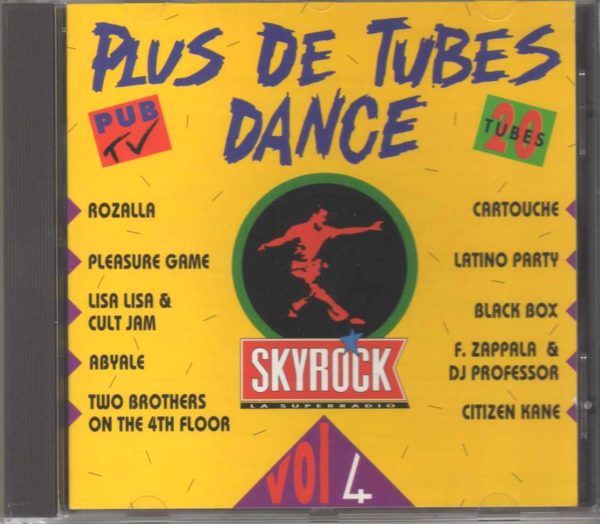 PLUS DE TUBES
DANCE
PUB
TV
20
TUBES
ROZALLA
PLEASURE GAME
LISA LISA &
CULT JAM
ABYALE
TWO BROTHERS
ON THE 4TH FLOOR
CARTOUCHE
LATINO PARTY
BLACK BOX
F. ZAPPALA &
DJ PROFESSOR
CITIZEN KANE
SKYROCK
LA SUPERRADIO
vol 4